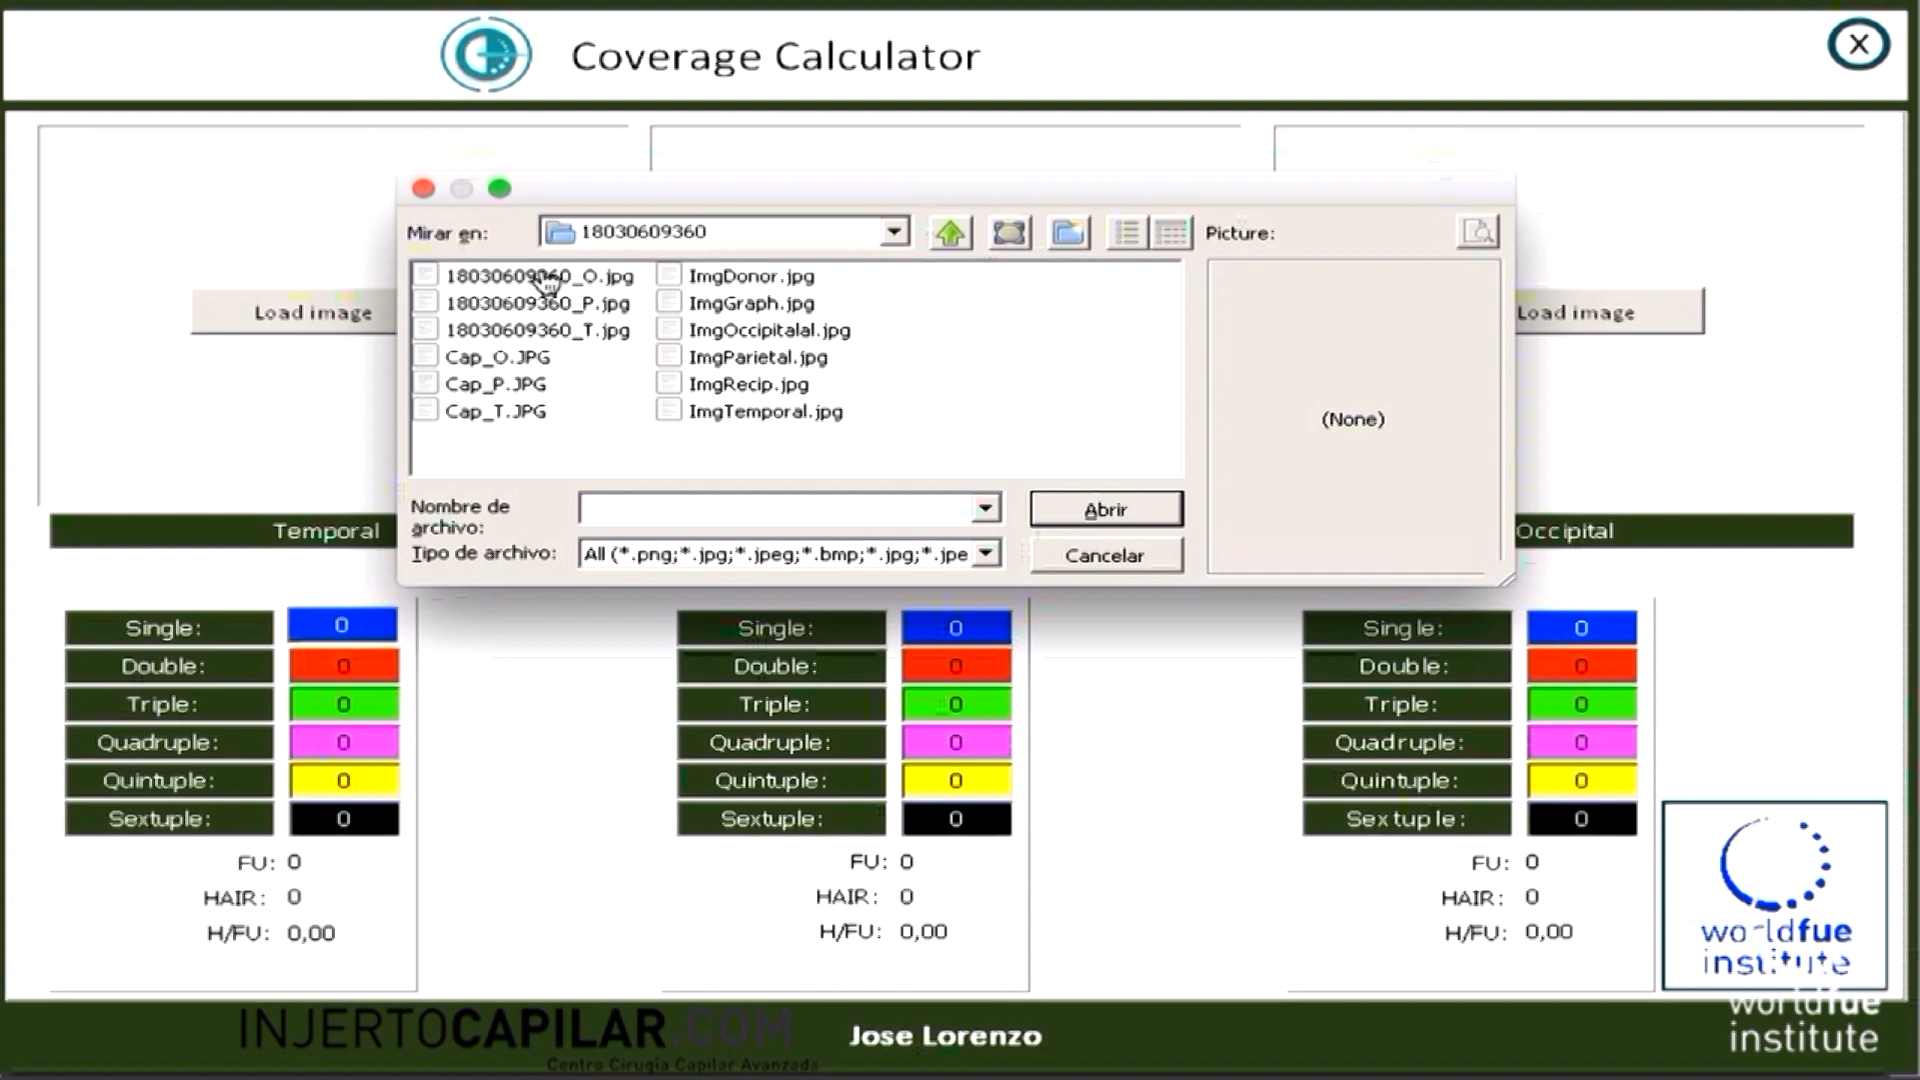 Coverage Calculator
X
Mirar en:
18030609360
Picture:
18030609360_O.jpg
ImgDonor.jpg
18030609360_P.jpg
ImgGraph.jpg
18030609360_T.jpg
ImgOccipitalal.jpg
Cap_O.JPG
ImgParietal.jpg
Cap_P.JPG
ImgRecip.jpg
Cap_T.JPG
ImgTemporal.jpg
(None)
Load image
Load image
Nombre de
archivo:
Abrir
Tipo de archivo:
All (*.png;*.jpg;*.jpeg;*.bmp;*.jpg;*.jpe
Cancelar
Temporal
Occipital
Single: 0
Double: 0
Triple: 0
Quadruple: 0
Quintuple: 0
Sextuple: 0
FU: 0
HAIR: 0
H/FU: 0,00
Single: 0
Double: 0
Triple: 0
Quadruple: 0
Quintuple: 0
Sextuple: 0
FU: 0
HAIR: 0
H/FU: 0,00
Single: 0
Double: 0
Triple: 0
Quadruple: 0
Quintuple: 0
Sextuple: 0
FU: 0
HAIR: 0
H/FU: 0,00
worldfue
institute
INJERTOCAPILAR.COM
Centro Cirugía Capilar Avanzada
Jose Lorenzo
worldfue
institute